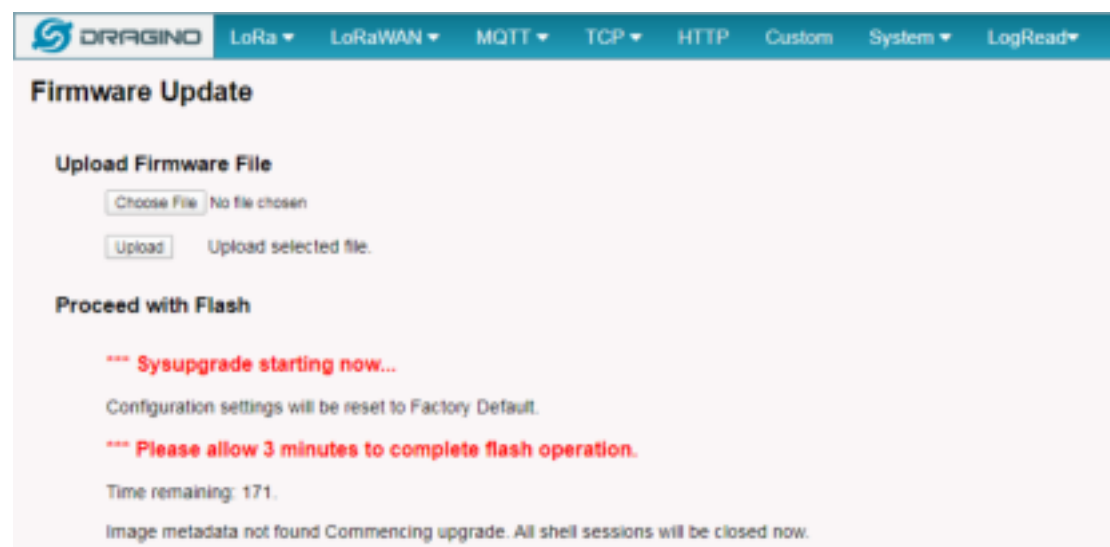 DRAGINO LoRa LoRaWAN MQTT TCP HTTP Custom System LogRead
Firmware Update
Upload Firmware File
Choose File No file chosen
Upload Upload selected file.
Proceed with Flash
*** Sysupgrade starting now...
Configuration settings will be reset to Factory Default.
*** Please allow 3 minutes to complete flash operation.
Time remaining: 171.
Image metadata not found Commencing upgrade. All shell sessions will be closed now.